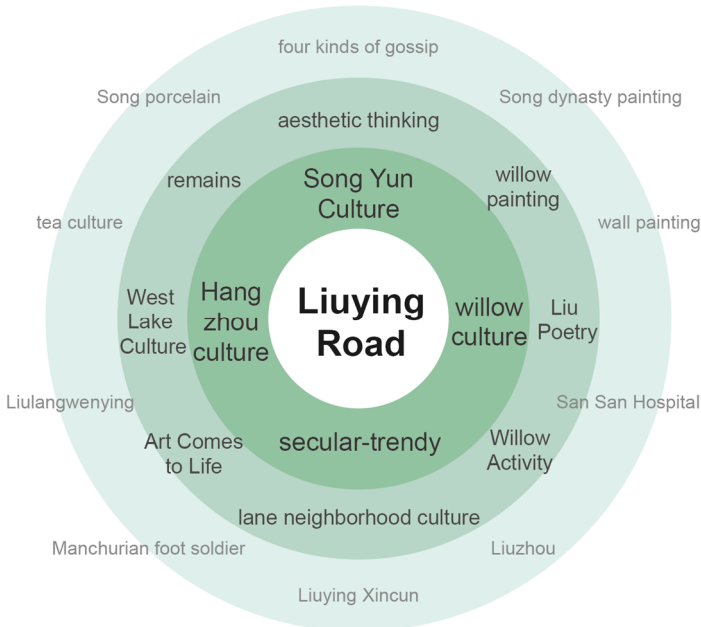 four kinds of gossip
Song porcelain
Song dynasty painting
aesthetic thinking
remains
Song Yun
Culture
willow
painting
tea culture
wall painting
West
Lake
Culture
Hang
zhou
culture
Liuying
Road
willow
culture
Liu
Poetry
Liulangwenying
San San Hospital
Art Comes
to Life
secular-trendy
Willow
Activity
lane neighborhood culture
Manchurian foot soldier
Liuzhou
Liuying Xincun